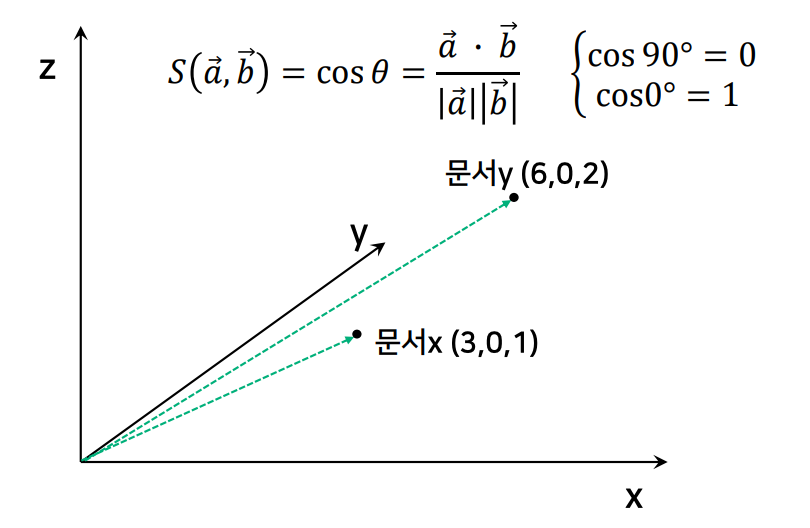 z
S(a⃗, b⃗) = cos θ = a⃗ · b⃗ / |a⃗||b⃗|
{cos 90° = 0
cos0° = 1
문서y (6,0,2)
y
문서x (3,0,1)
x